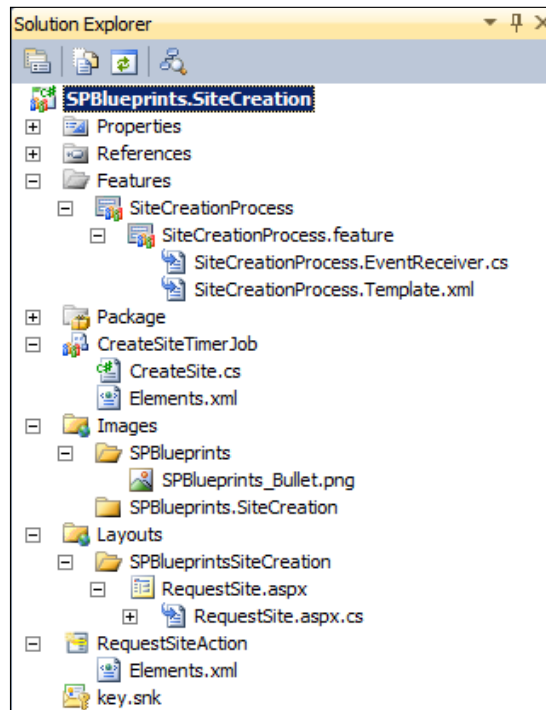 Solution Explorer
SPBlueprints.SiteCreation
Properties
References
Features
SiteCreationProcess
SiteCreationProcess.feature
SiteCreationProcess.EventReceiver.cs
SiteCreationProcess.Template.xml
Package
CreateSiteTimerJob
CreateSite.cs
Elements.xml
Images
SPBlueprints
SPBlueprints_Bullet.png
SPBlueprints.SiteCreation
Layouts
SPBlueprintsSiteCreation
RequestSite.aspx
RequestSite.aspx.cs
RequestSiteAction
Elements.xml
key.snk